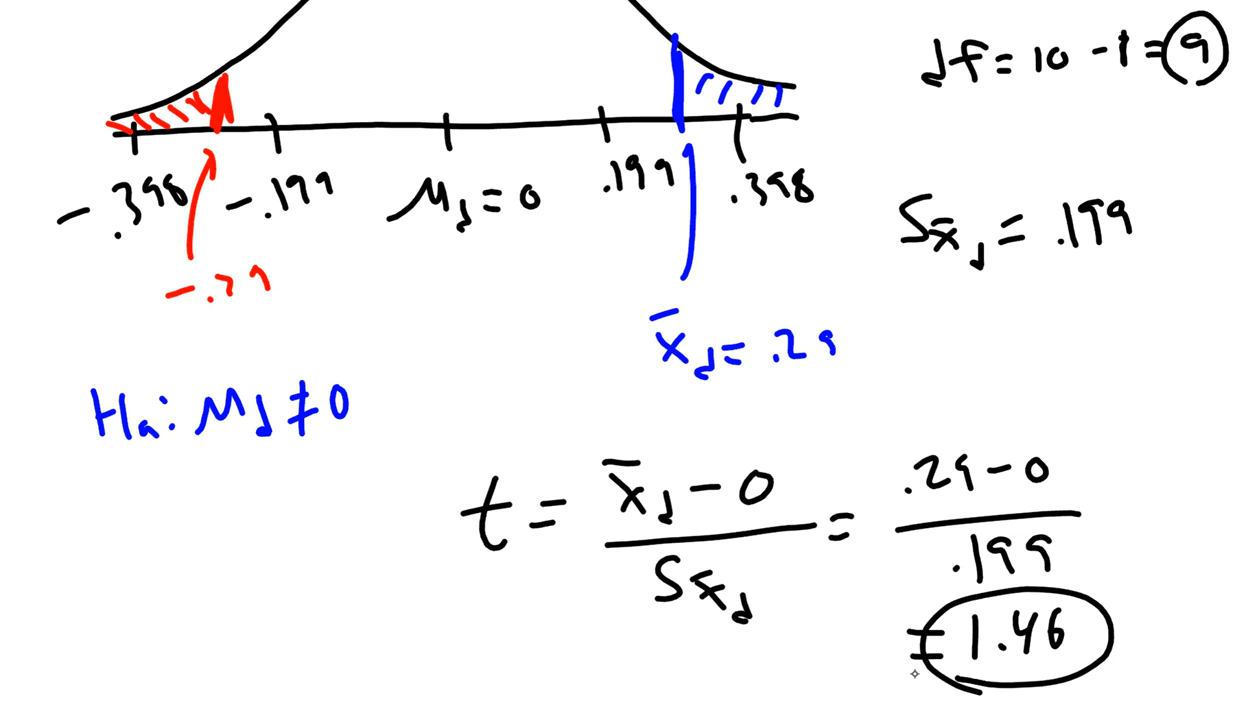 df = 10 - 1 = 9
-.398 -.199 μd = 0 .199 .398
Sx̄d = .199
-.29
x̄d = .29
Ha: μd ≠ 0
t = x̄d - 0 / Sx̄d = .29 - 0 / .199
= 1.46